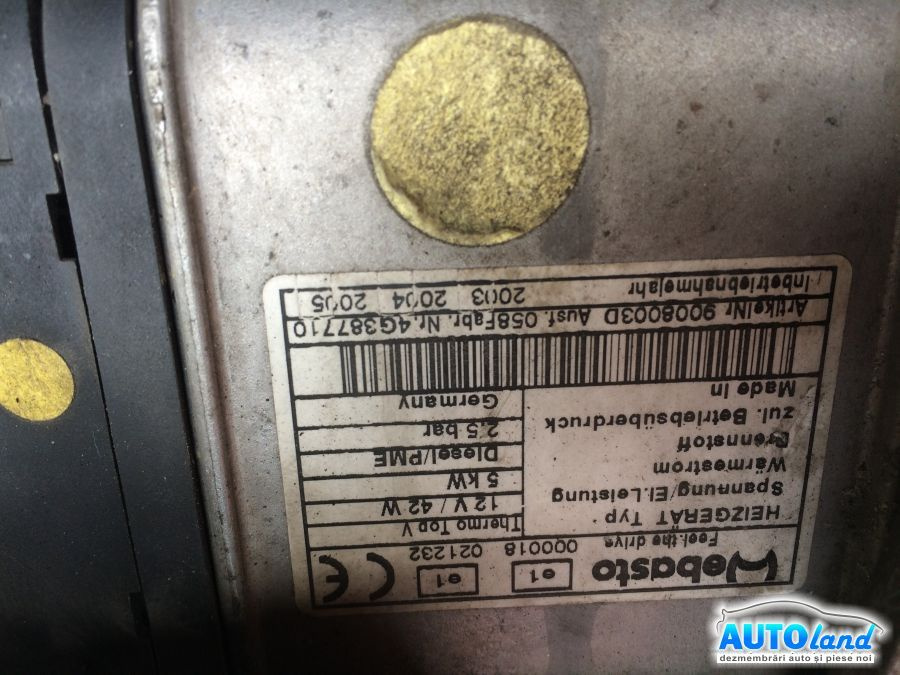 Webasto
Feel the drive
e1 e1
000018 021232
HEIZGERÄT Typ Thermo Top V
Spannung/El.Leistung 12 V / 42 W
Wärmestrom 5 kW
Brennstoff Diesel/PME
zul. Betriebsüberdruck 2,5 bar
Made In Germany
ArtikelNr. 9008003D Ausf. 058 Fabr. Nr. 4G387710
Inbetriebnahmejahr 2003 2004 2005
AUTOland
dezmembrări auto și piese noi